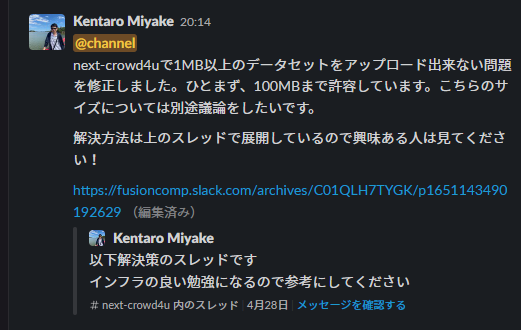 Kentaro Miyake 20:14
@channel
next-crowd4uで1MB以上のデータセットをアップロード出来ない問題
を修正しました。ひとまず、100MBまで許容しています。こちらのサ
イズについては別途議論をしたいです。
解決方法は上のスレッドで展開しているので興味ある人は見てくださ
い！
https://fusioncomp.slack.com/archives/C01QLH7TYGK/p1651143490
192629 （編集済み）
Kentaro Miyake
以下解決策のスレッドです
インフラの良い勉強になるので参考にしてください
# next-crowd4u 内のスレッド | 4月28日 | メッセージを確認する